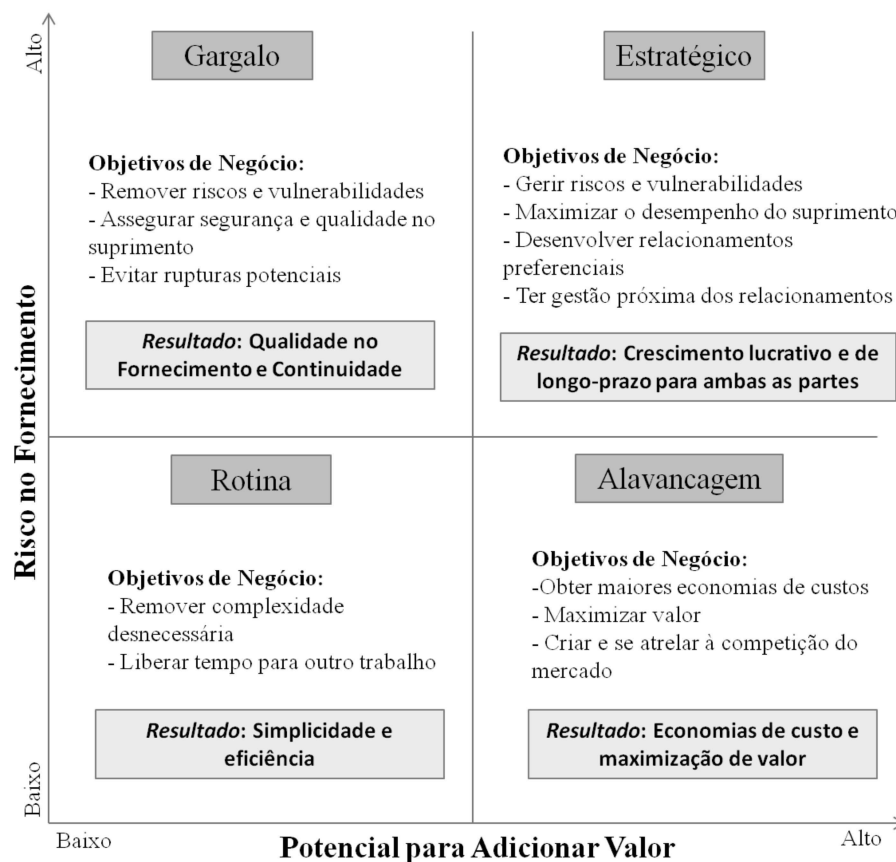 Alto
Risco no Fornecimento
Baixo
Gargalo
Objetivos de Negócio:
- Remover riscos e vulnerabilidades
- Assegurar segurança e qualidade no
suprimento
- Evitar rupturas potenciais
Resultado: Qualidade no
Fornecimento e Continuidade
Estratégico
Objetivos de Negócio:
- Gerir riscos e vulnerabilidades
- Maximizar o desempenho do suprimento
- Desenvolver relacionamentos
preferenciais
- Ter gestão próxima dos relacionamentos
Resultado: Crescimento lucrativo e de
longo-prazo para ambas as partes
Rotina
Objetivos de Negócio:
- Remover complexidade
desnecessária
- Liberar tempo para outro trabalho
Resultado: Simplicidade e
eficiência
Alavancagem
Objetivos de Negócio:
-Obter maiores economias de custos
- Maximizar valor
- Criar e se atrelar à competição do
mercado
Resultado: Economias de custo e
maximização de valor
Baixo
Potencial para Adicionar Valor
Alto